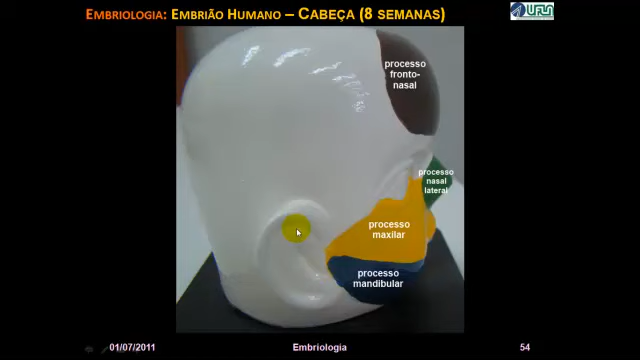 EMBRIOLOGIA: EMBRIÃO HUMANO – CABEÇA (8 SEMANAS)
UFLA
processo
fronto-
nasal
processo
nasal
lateral
processo
maxilar
processo
mandibular
01/07/2011
Embriologia
54